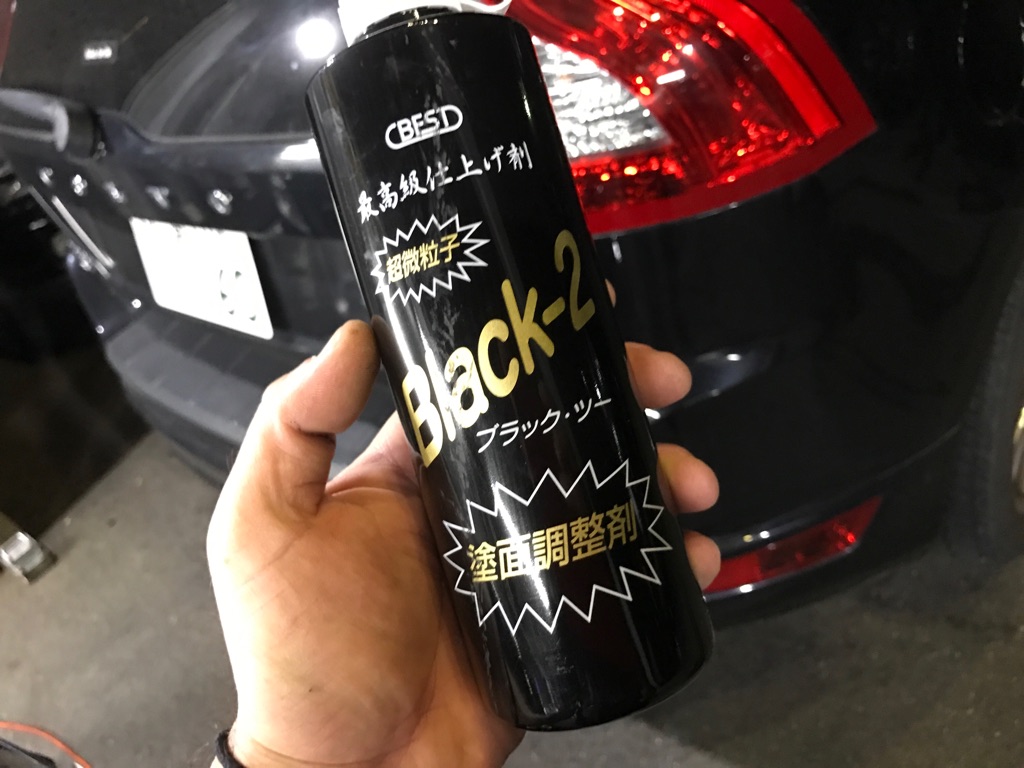 CBEST
最高級仕上げ剤
超微粒子
Black-2
ブラック・ツー
塗面調整剤